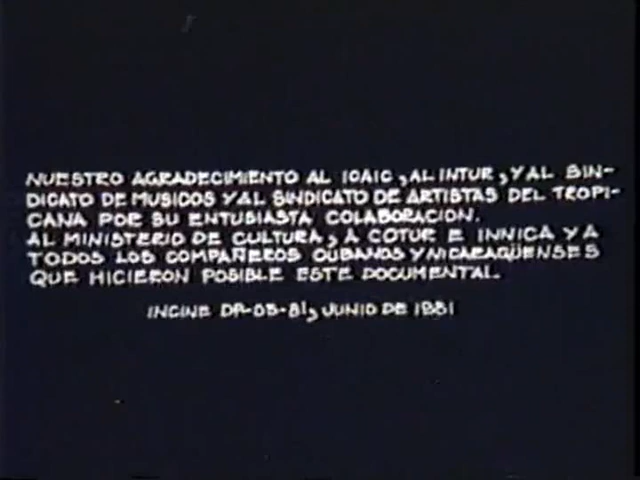 NUESTRO AGRADECIMIENTO AL ICAIC, AL INTUR, Y AL SIN-
DICATO DE MUSICOS Y AL SINDICATO DE ARTISTAS DEL TROPI-
CANA POR SU ENTUSIASTA COLABORACION.
AL MINISTERIO DE CULTURA, A COTUR E INNICA Y A
TODOS LOS COMPAÑEROS CUBANOS Y NICARAGÜENSES
QUE HICIERON POSIBLE ESTE DOCUMENTAL.
INCINE DA-05-81, JUNIO DE 1981